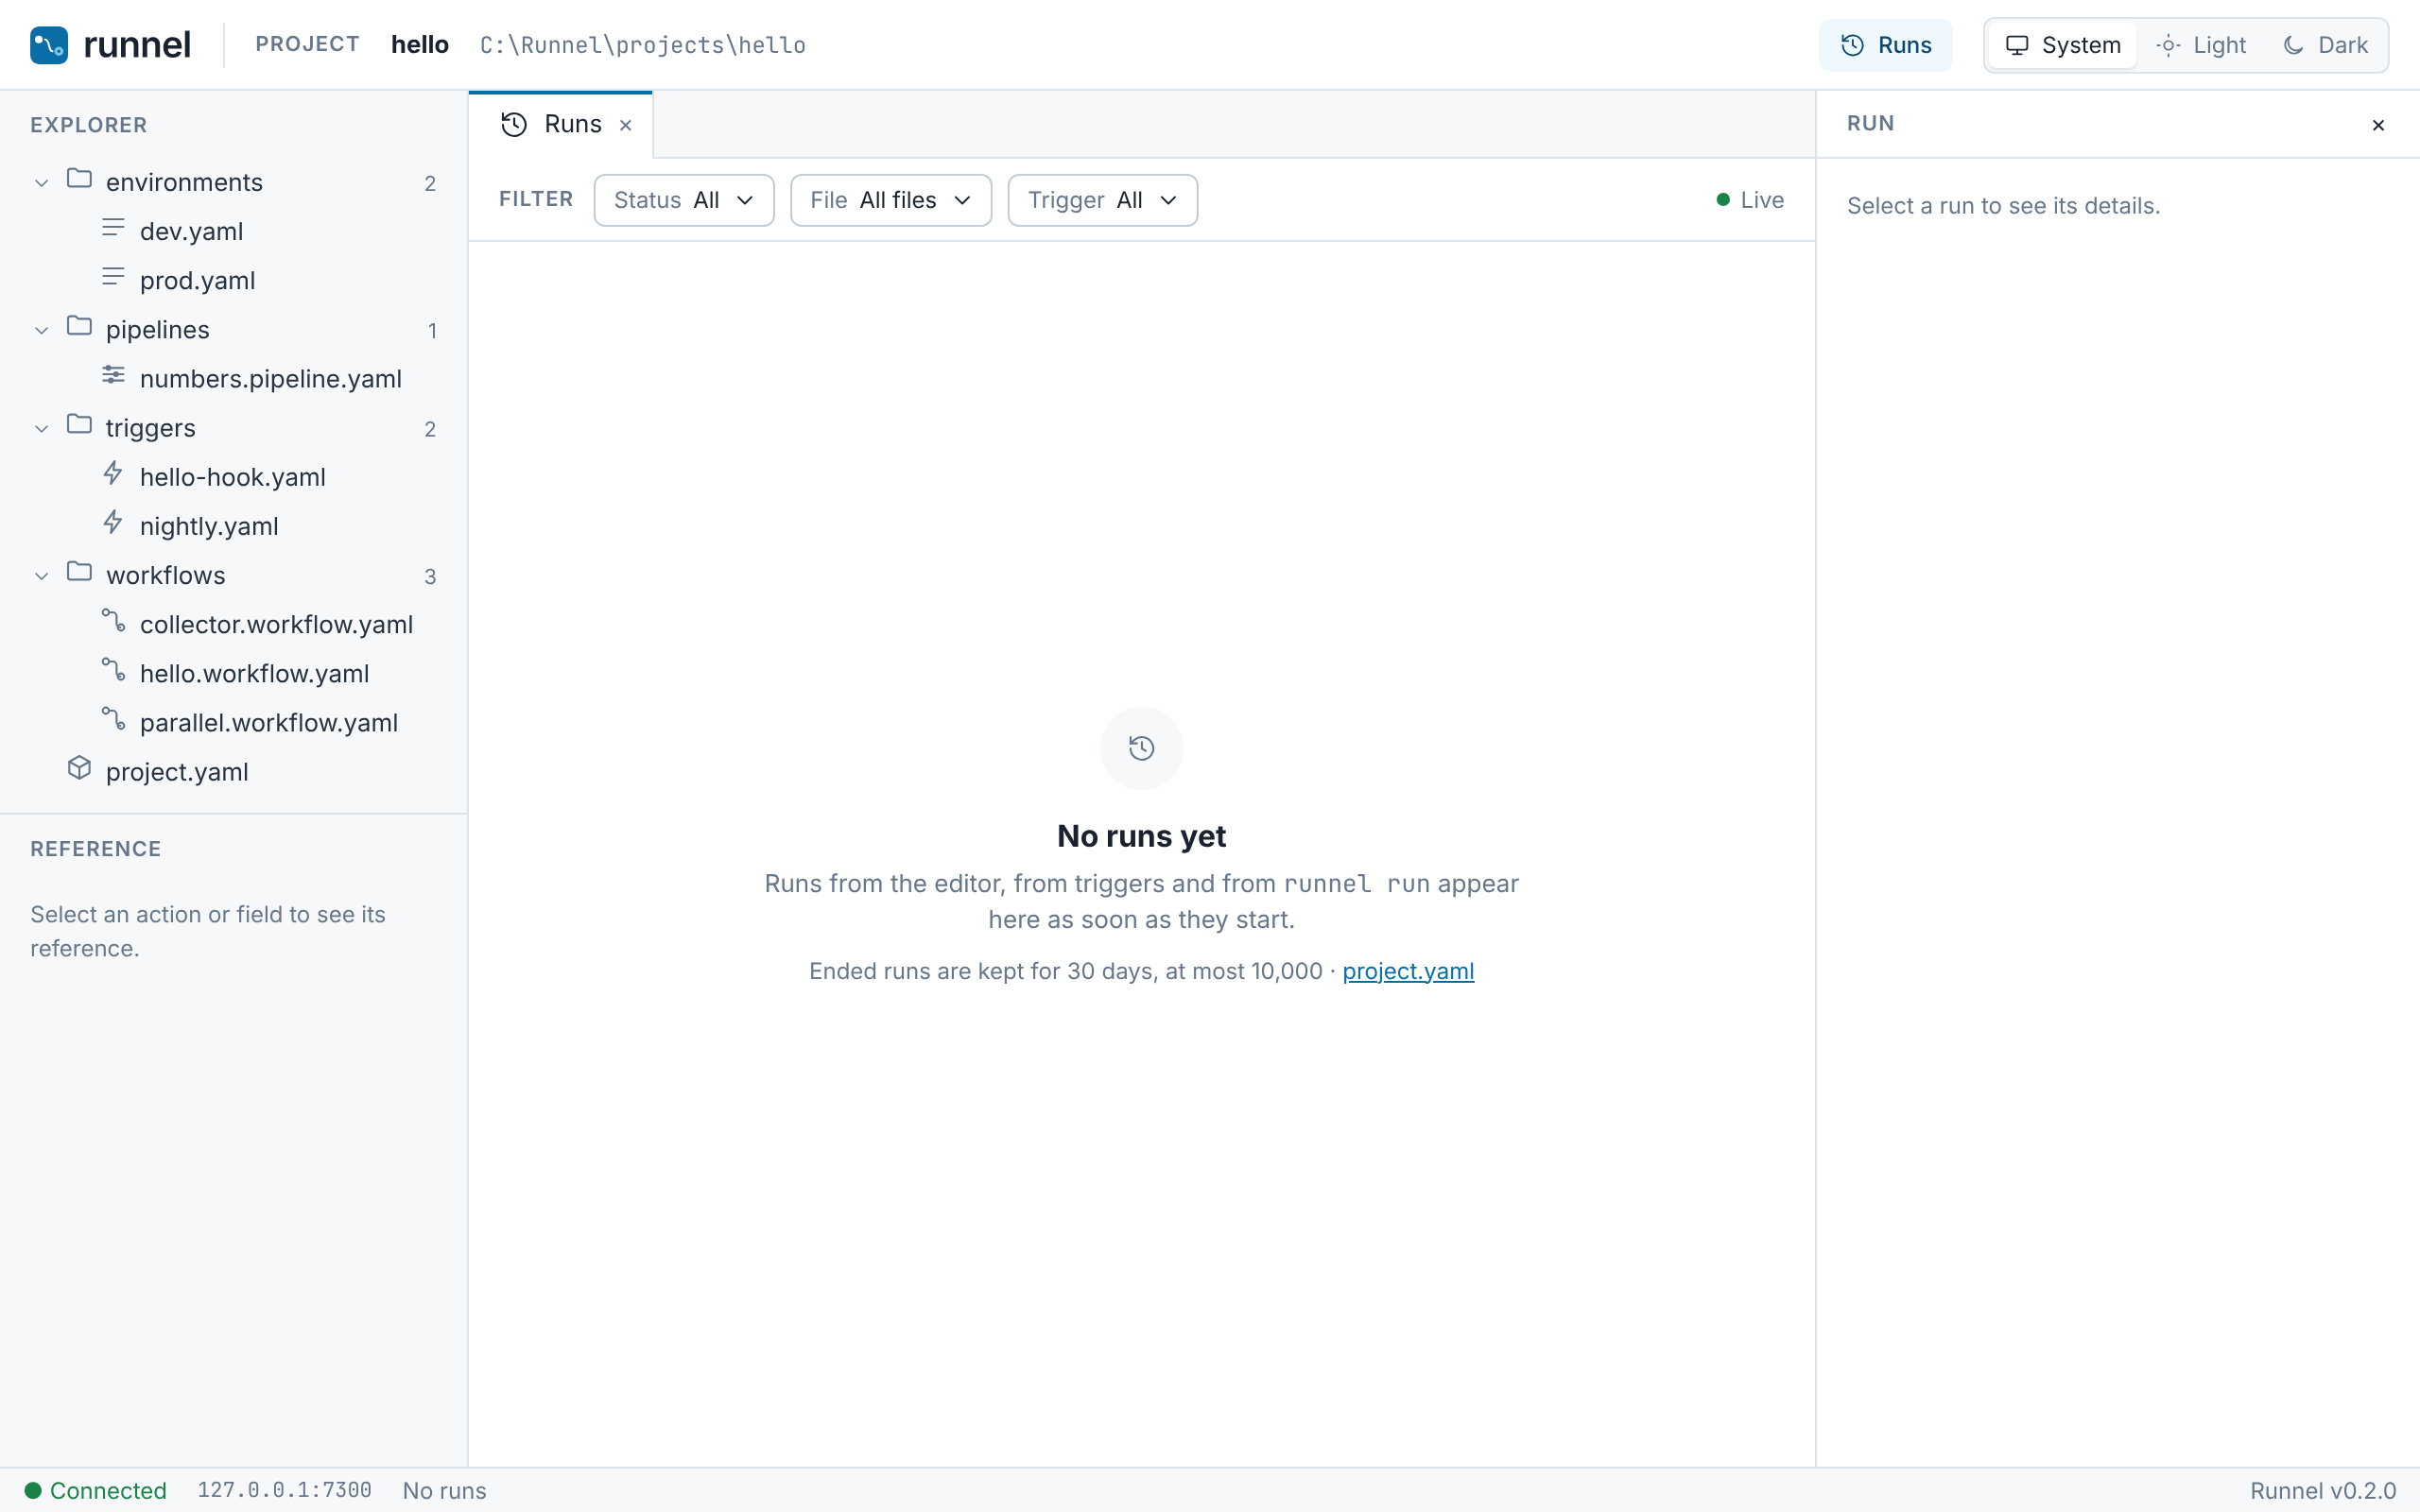 runnel PROJECT hello C:\Runnel\projects\hello Runs System Light Dark
EXPLORER
environments 2
dev.yaml
prod.yaml
pipelines 1
numbers.pipeline.yaml
triggers 2
hello-hook.yaml
nightly.yaml
workflows 3
collector.workflow.yaml
hello.workflow.yaml
parallel.workflow.yaml
project.yaml
REFERENCE
Select an action or field to see its
reference.
Runs ×
FILTER Status All File All files Trigger All Live
No runs yet
Runs from the editor, from triggers and from runnel run appear
here as soon as they start.
Ended runs are kept for 30 days, at most 10,000 · project.yaml
RUN ×
Select a run to see its details.
Connected 127.0.0.1:7300 No runs Runnel v0.2.0